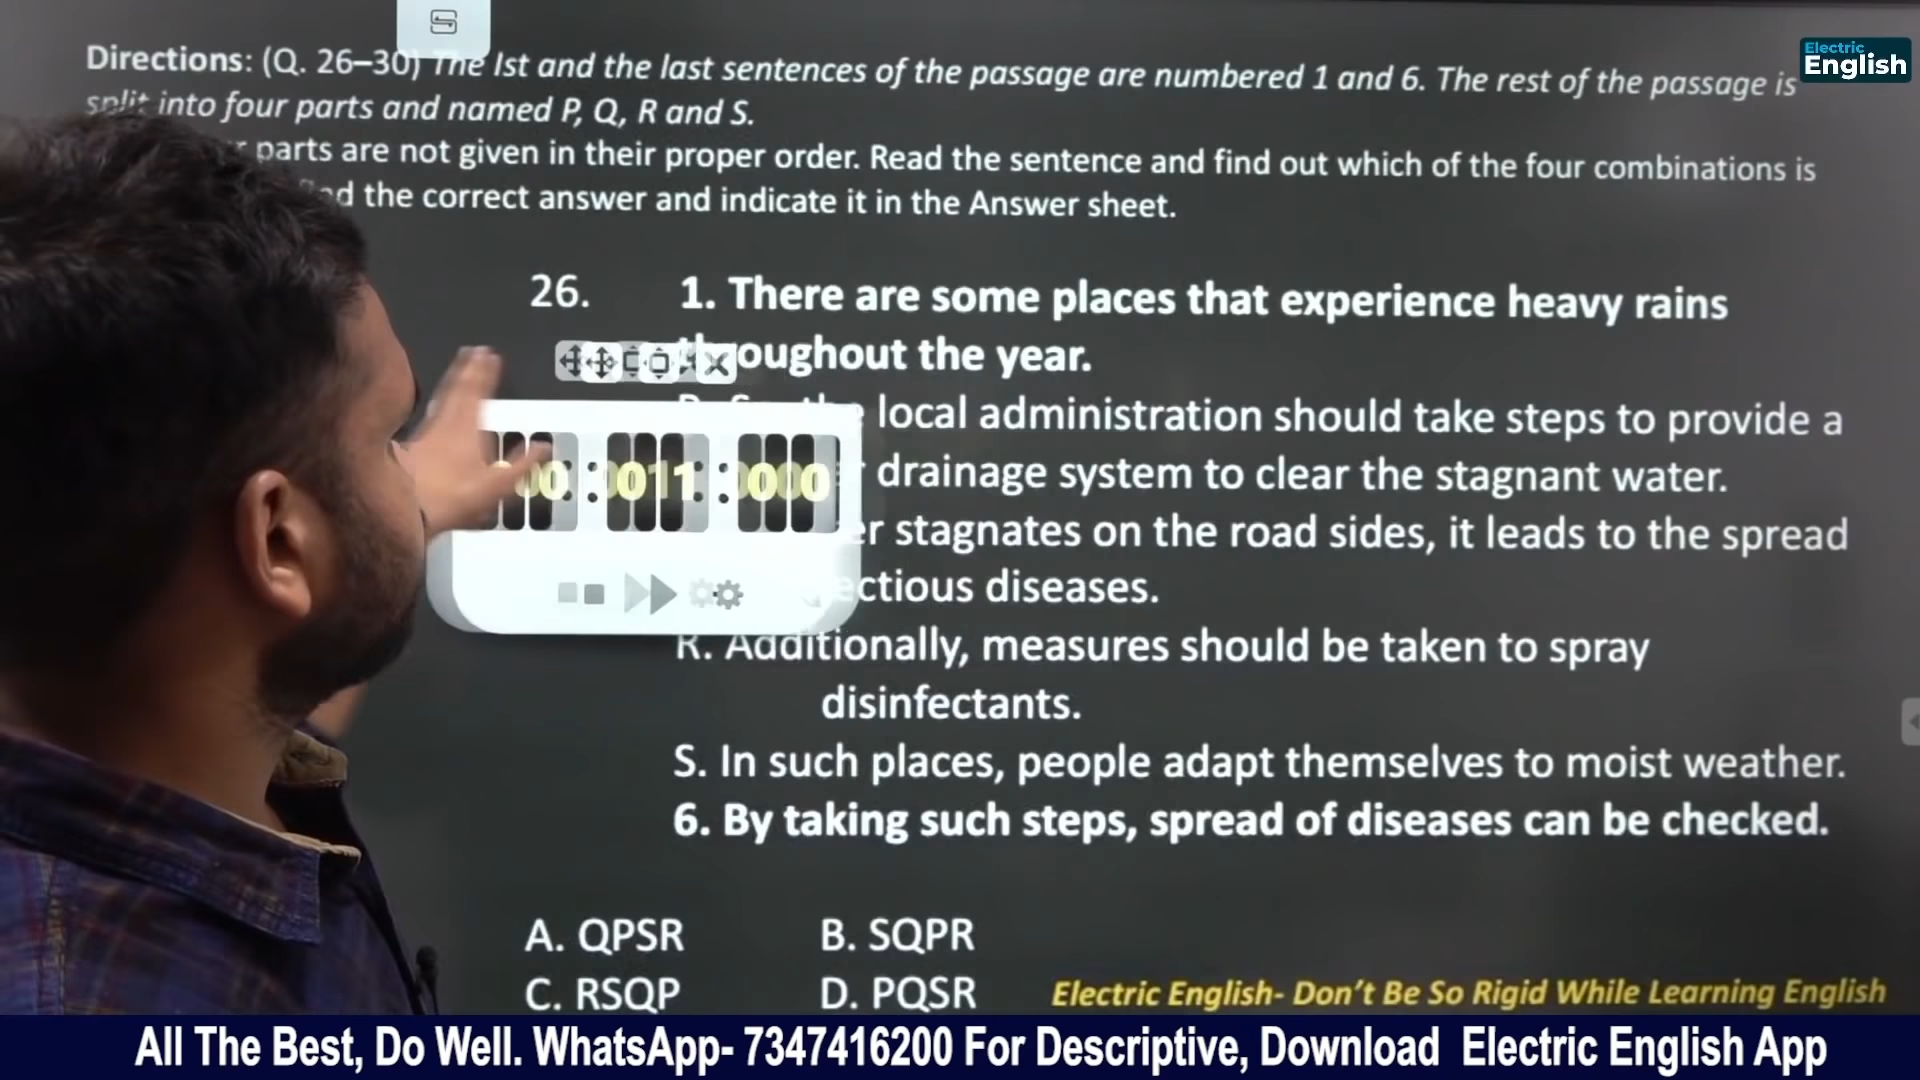 Electric
English
Directions: (Q. 26–30) The Ist and the last sentences of the passage are numbered 1 and 6. The rest of the passage is
split into four parts and named P, Q, R and S.
parts are not given in their proper order. Read the sentence and find out which of the four combinations is
the correct answer and indicate it in the Answer sheet.
26. 1. There are some places that experience heavy rains
throughout the year.
local administration should take steps to provide a
drainage system to clear the stagnant water.
stagnates on the road sides, it leads to the spread
diseases.
R. Additionally, measures should be taken to spray
disinfectants.
S. In such places, people adapt themselves to moist weather.
6. By taking such steps, spread of diseases can be checked.
A. QPSR B. SQPR
C. RSQP D. PQSR
Electric English- Don't Be So Rigid While Learning English
All The Best, Do Well. WhatsApp- 7347416200 For Descriptive, Download Electric English App